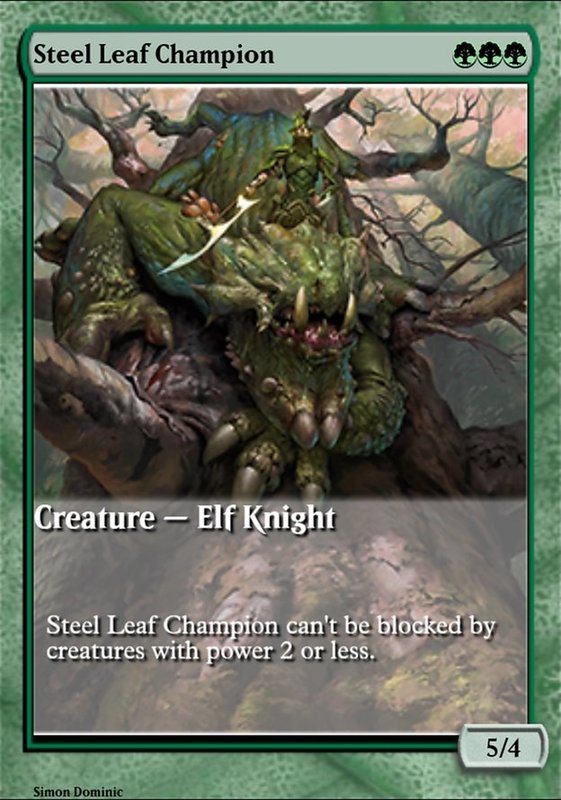 Steel Leaf Champion
Creature — Elf Knight
Steel Leaf Champion can't be blocked by
creatures with power 2 or less.
5/4
Simon Dominic